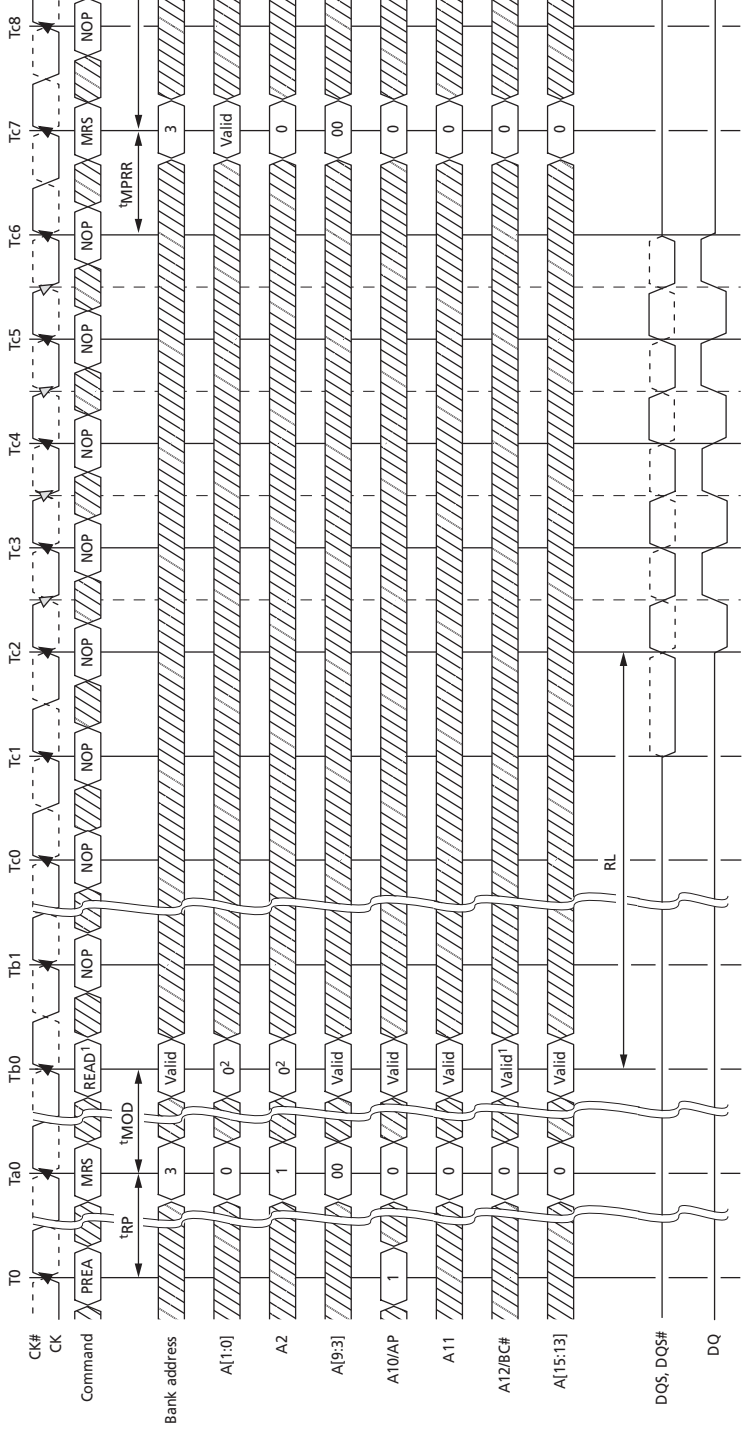 T0 Ta0 Tb0 Tb1 Tc0 Tc1 Tc2 Tc3 Tc4 Tc5 Tc6 Tc7 Tc8
CK#
CK
Command PREA MRS READ¹ NOP NOP NOP NOP NOP NOP NOP NOP MRS NOP
tRP tMOD tMPRR
Bank address 3 Valid 3
A[1:0] 0 0² Valid
A2 1 0² 0
A[9:3] 00 Valid 00
A10/AP 1 0 Valid 0
A11 0 Valid 0
A12/BC# 0 Valid¹ 0
A[15:13] 0 Valid 0
RL
DQS, DQS#
DQ